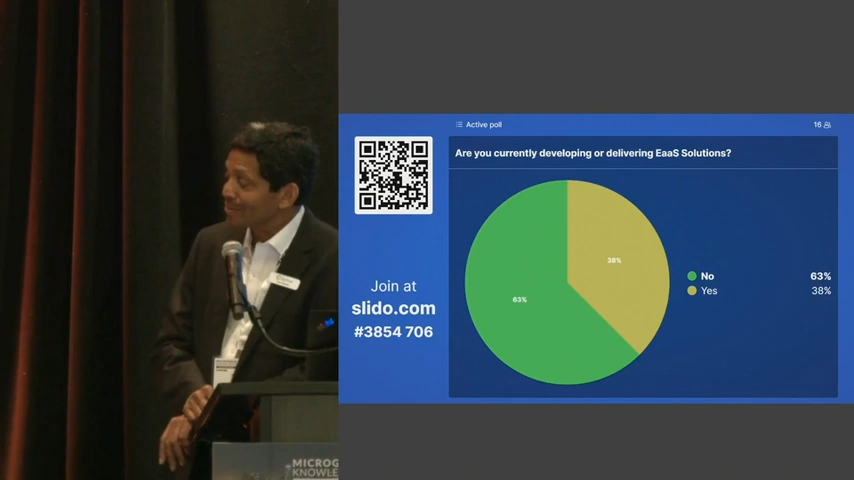 Active poll
16
Are you currently developing or delivering EaaS Solutions?
38%
63%
No 63%
Yes 38%
Join at
slido.com
#3854 706
MICROG
KNOWLE